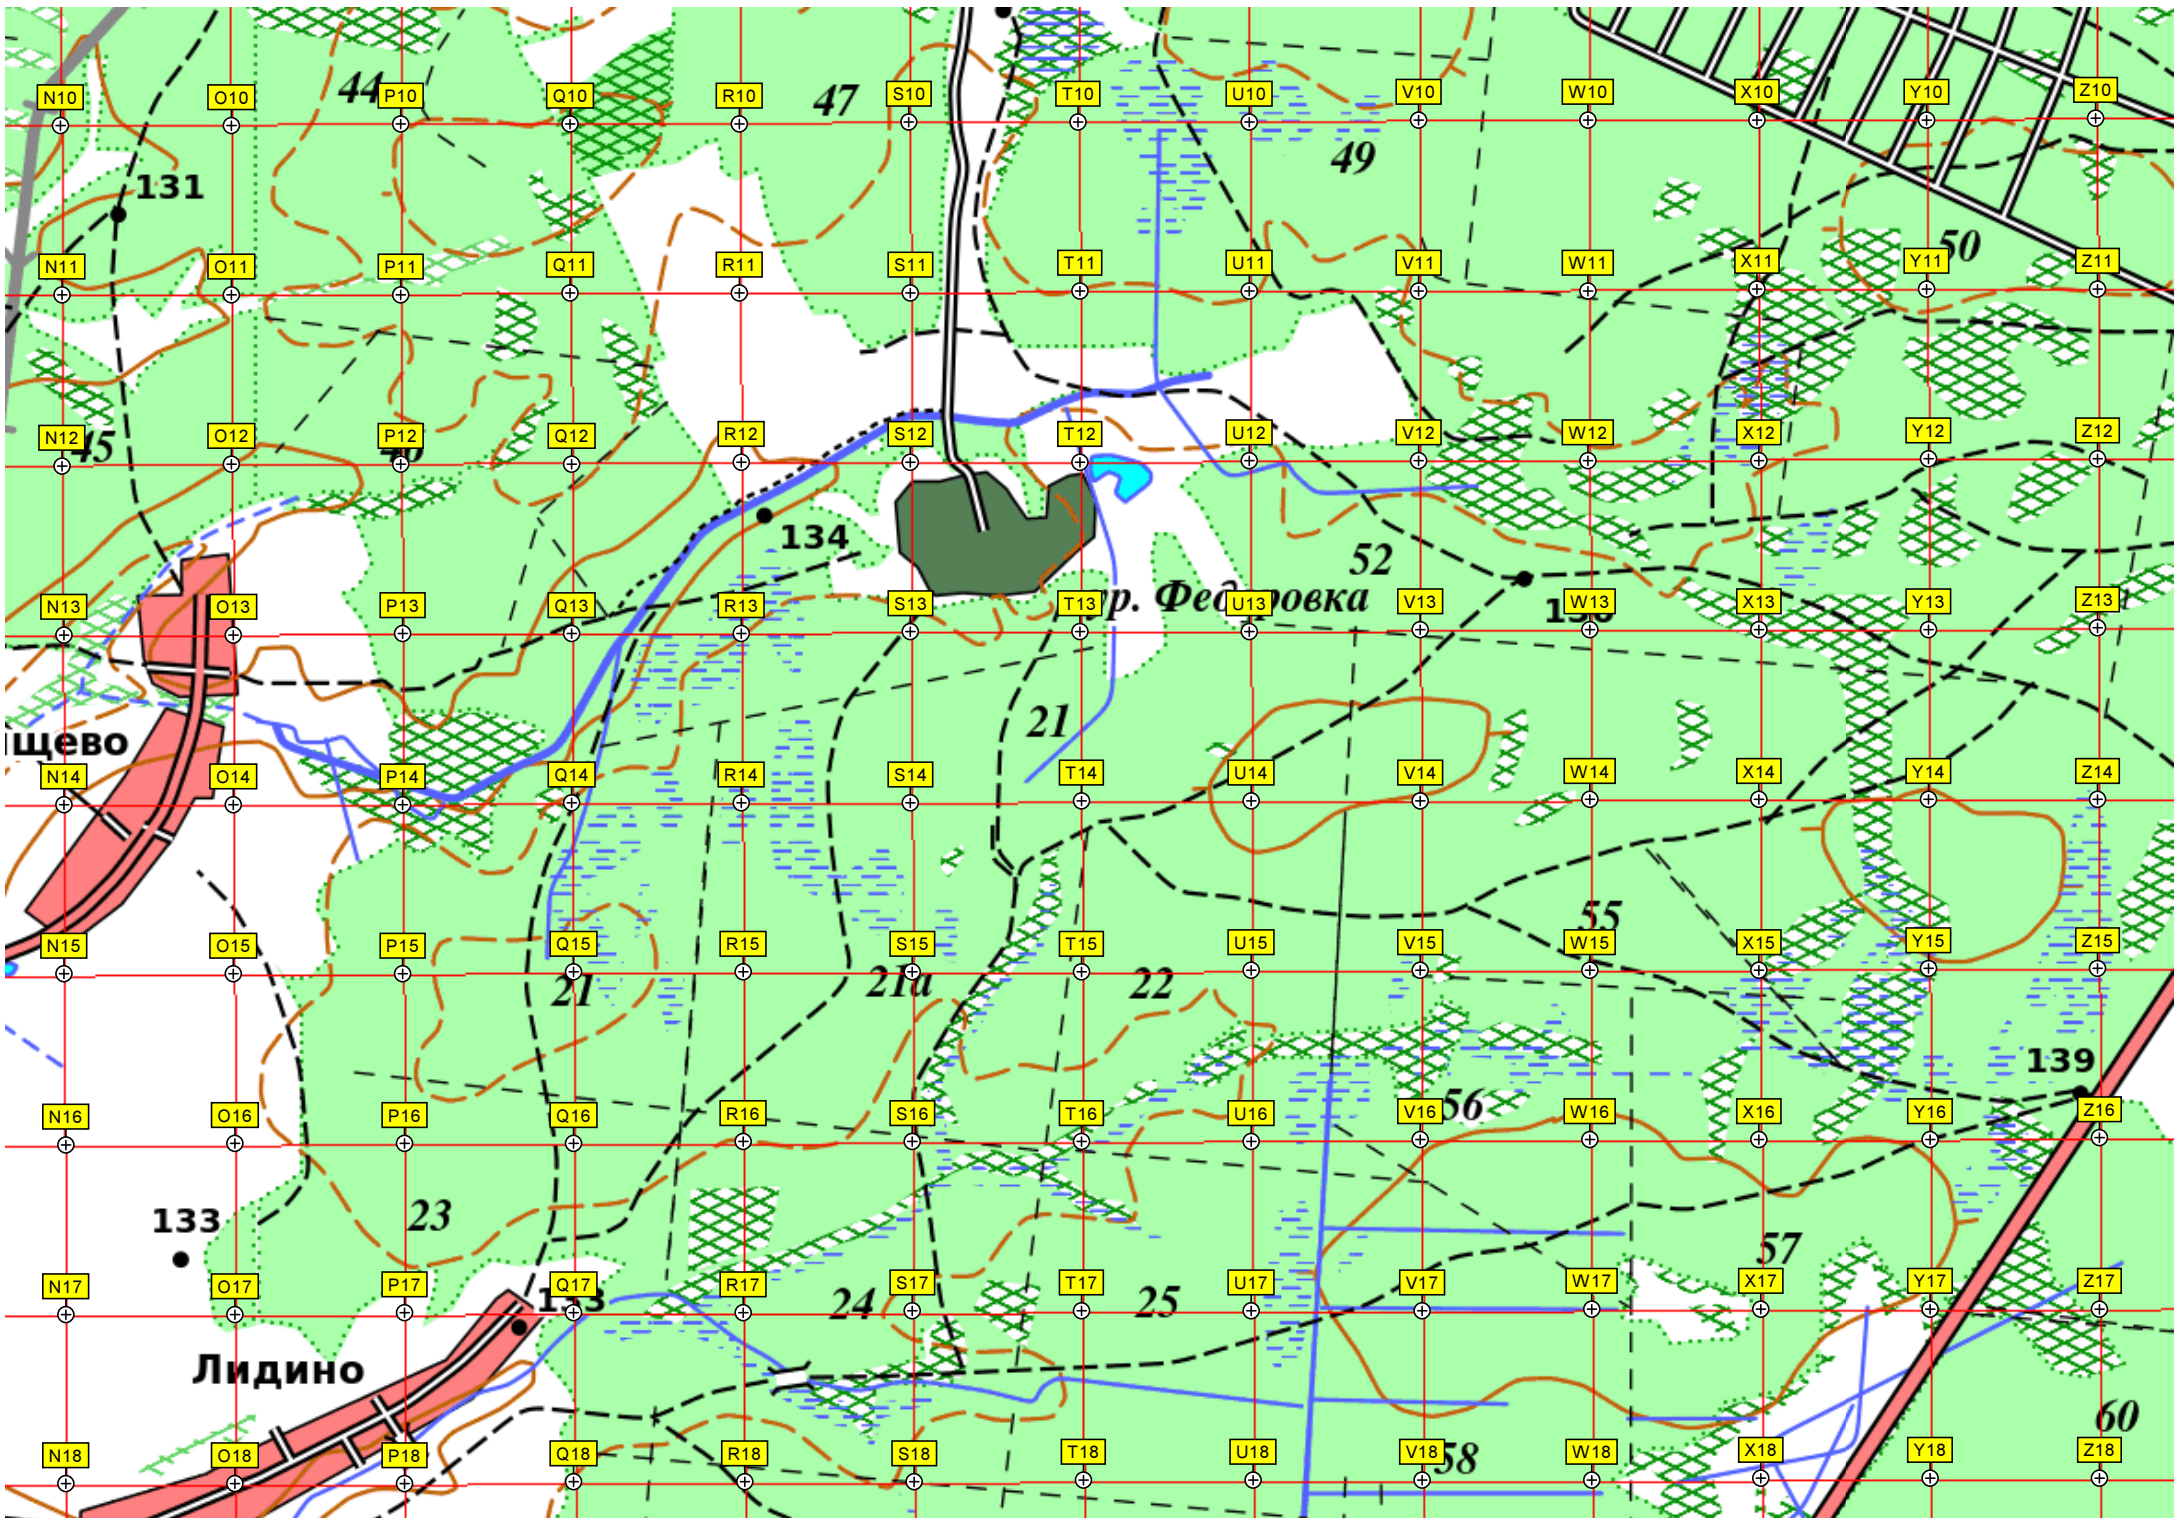 44
47
N10 O10 P10 Q10 R10 S10 T10 U10 V10 W10 X10 Y10 Z10
49
131
50
N11 O11 P11 Q11 R11 S11 T11 U11 V11 W11 X11 Y11 Z11
N12 O12 P12 Q12 R12 S12 T12 U12 V12 W12 X12 Y12 Z12
45
134
52
ур. Федоровка
N13 O13 P13 Q13 R13 S13 T13 U13 V13 W13 X13 Y13 Z13
21
щево
N14 O14 P14 Q14 R14 S14 T14 U14 V14 W14 X14 Y14 Z14
55
N15 O15 P15 Q15 R15 S15 T15 U15 V15 W15 X15 Y15 Z15
21
21а
22
139
N16 O16 P16 Q16 R16 S16 T16 U16 V16 W16 X16 Y16 Z16
56
133
23
57
N17 O17 P17 Q17 R17 S17 T17 U17 V17 W17 X17 Y17 Z17
133
24
25
Лидино
60
N18 O18 P18 Q18 R18 S18 T18 U18 V18 W18 X18 Y18 Z18
58